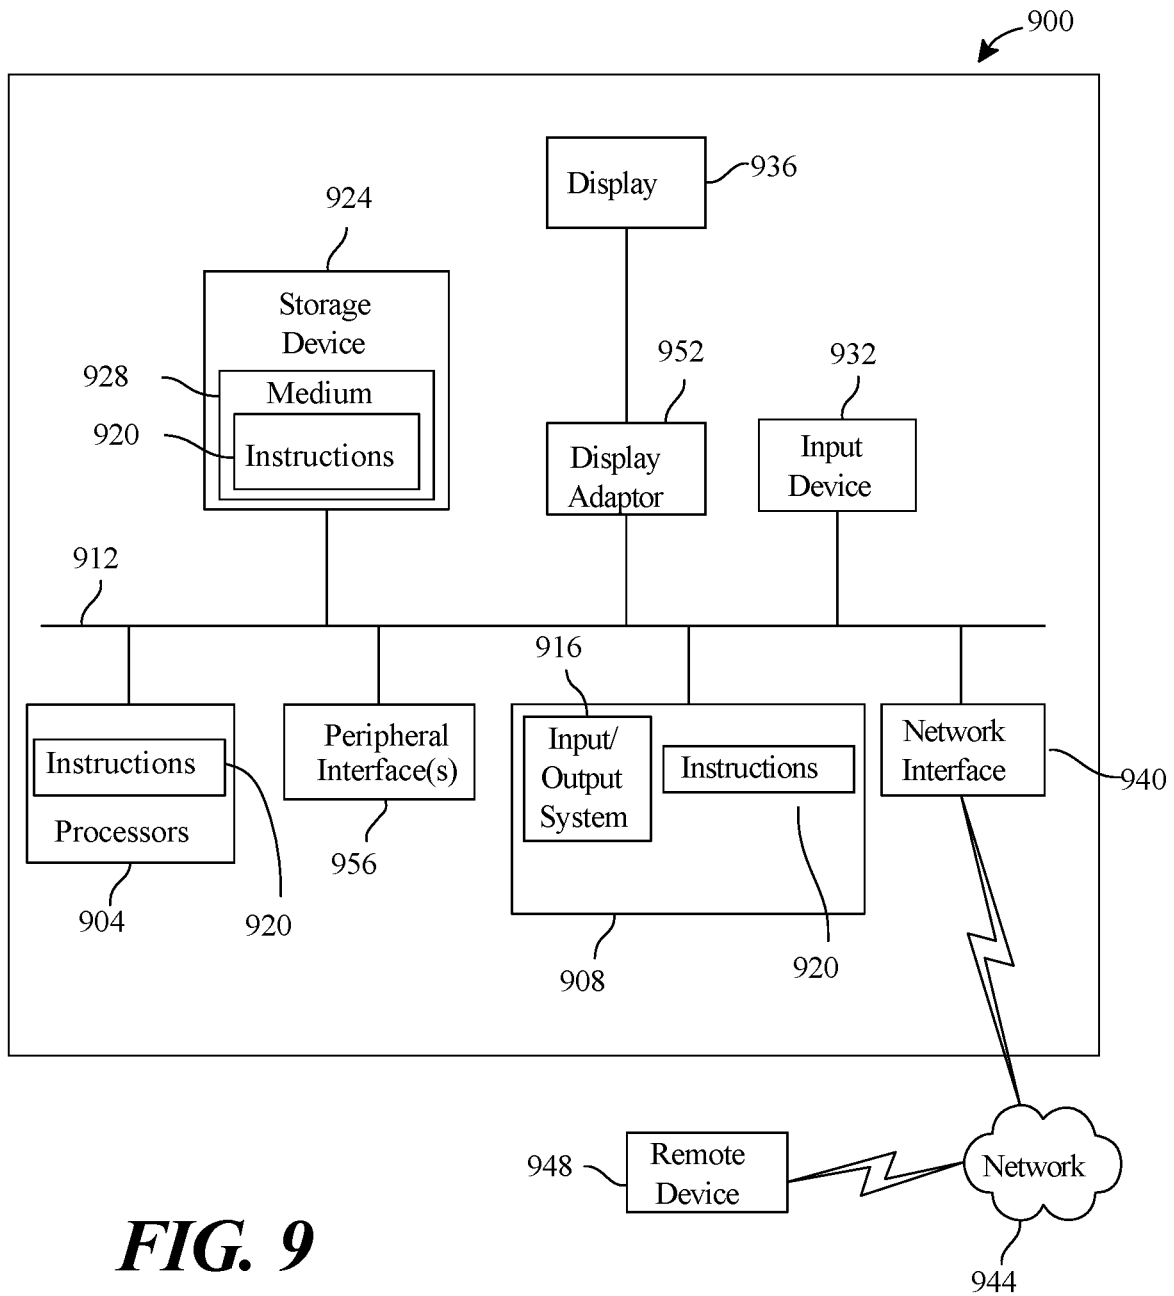 900
Display
936
924
Storage
Device
928
Medium
920
Instructions
952
Display
Adaptor
932
Input
Device
912
916
Instructions
Processors
904
920
Peripheral
Interface(s)
956
Input/
Output
System
Instructions
908
920
Network
Interface
940
948
Remote
Device
Network
944
FIG. 9